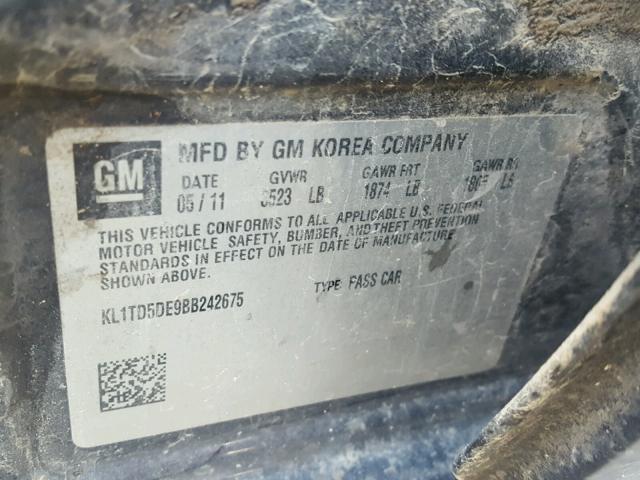 GM
MFD BY GM KOREA COMPANY
DATE GVWR GAWR FRT GAWR
05/11 LB 1874 LB
THIS VEHICLE CONFORMS TO ALL APPLICABLE U.S. FEDERAL
MOTOR VEHICLE SAFETY, BUMBER, AND THEFT PREVENTION
STANDARDS IN EFFECT ON THE DATE OF MANUFACTURE
SHOWN ABOVE.
KL1TD5DE9BB242675 TYPE: PASS CAR